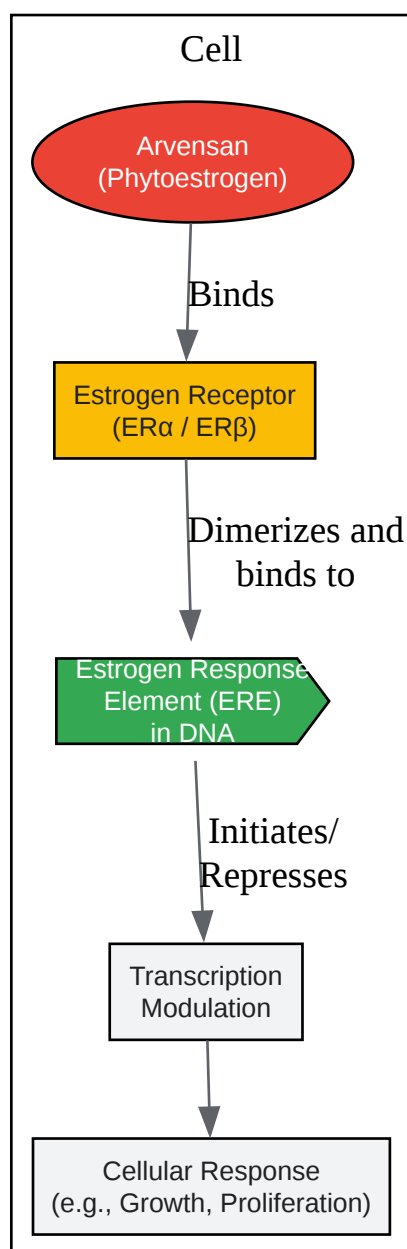 Cell
Arvensan
(Phytoestrogen)
Binds
Estrogen Receptor
(ERα / ERβ)
Dimerizes and
binds to
Estrogen Response
Element (ERE)
in DNA
Initiates/
Represses
Transcription
Modulation
Cellular Response
(e.g., Growth, Proliferation)